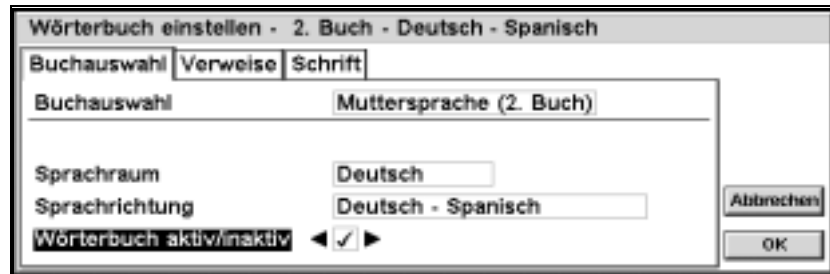 Wörterbuch einstellen - 2. Buch - Deutsch - Spanisch
Buchauswahl Verweise Schrift
Buchauswahl Muttersprache (2. Buch)
Sprachraum Deutsch
Sprachrichtung Deutsch - Spanisch
Abbrechen
Wörterbuch aktiv/inaktiv ◀ ✓ ▶
OK